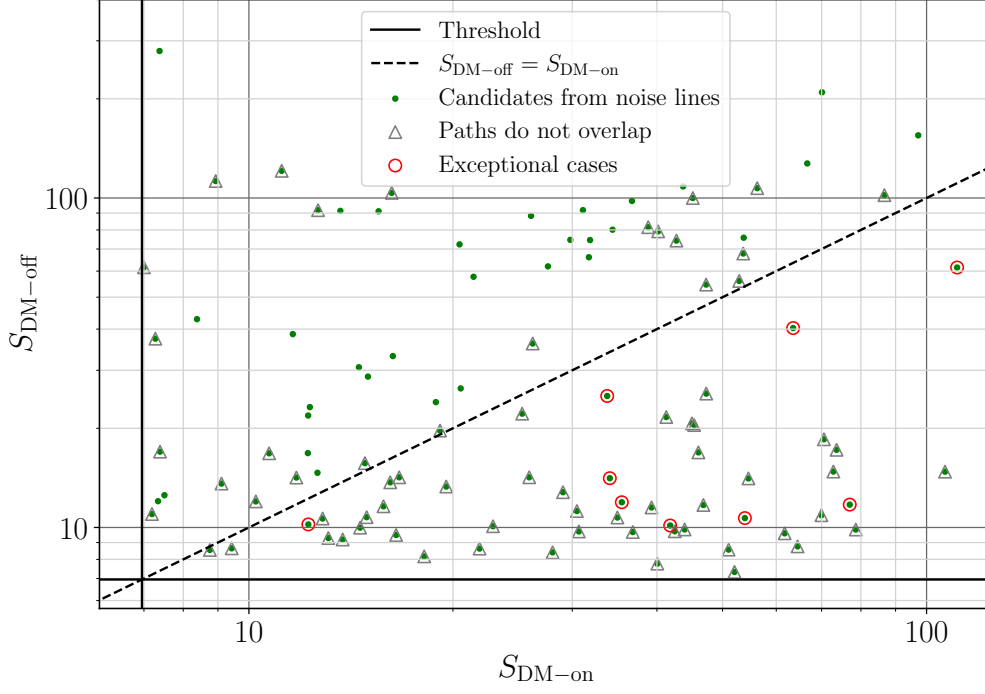 Threshold
S_DM−off = S_DM−on
Candidates from noise lines
Paths do not overlap
Exceptional cases
100
10
S_DM−off
10
100
S_DM−on